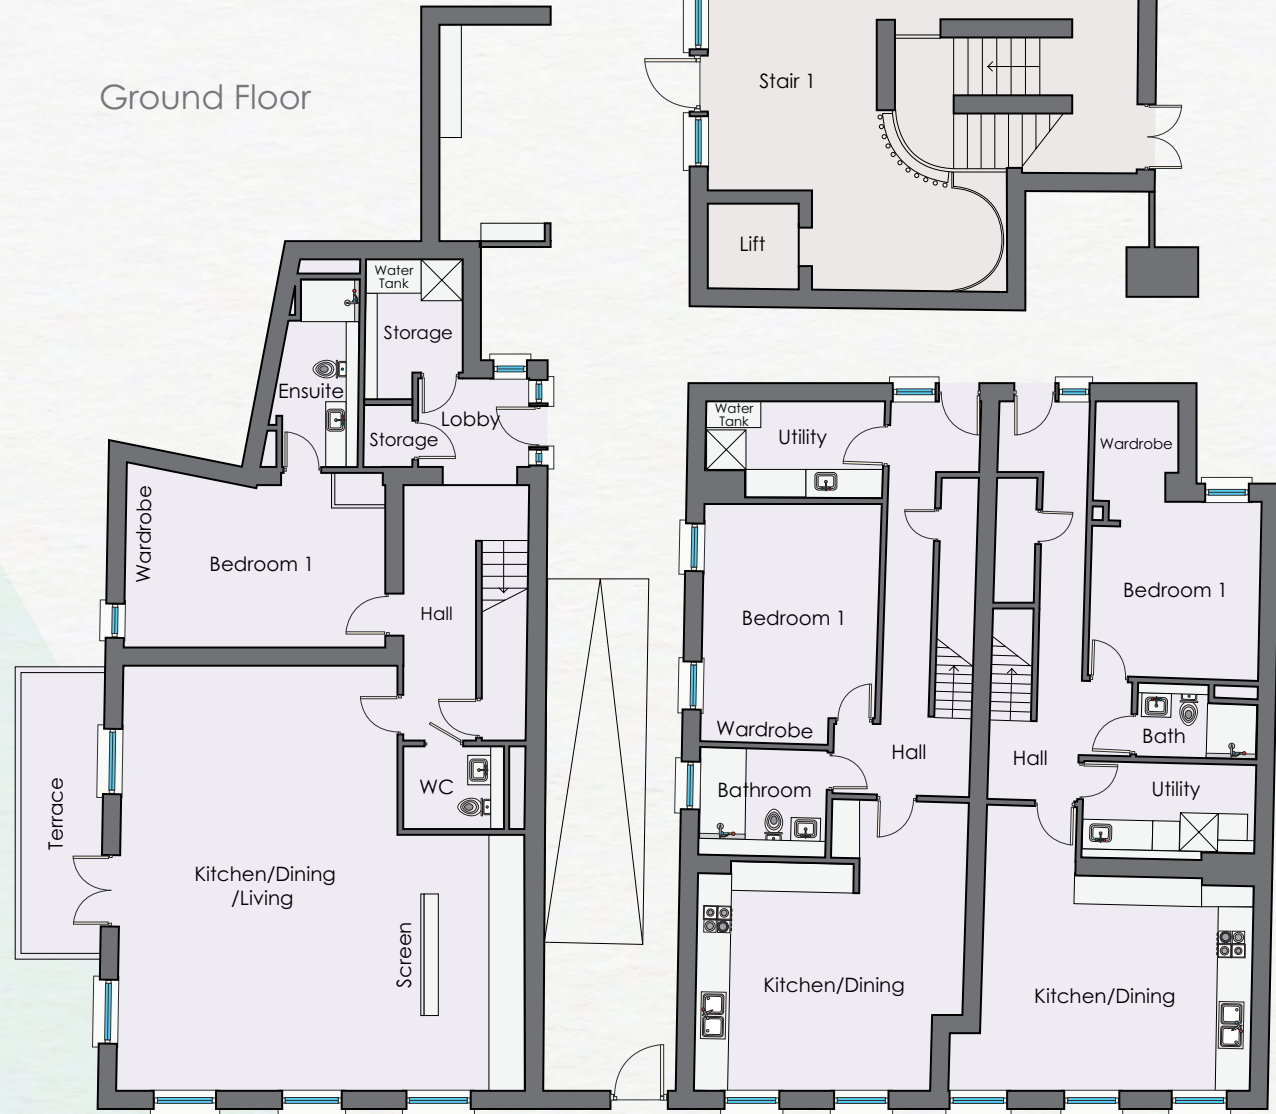 Ground Floor
Stair 1
Lift
Water
Tank
Storage
Ensuite
Lobby
Storage
Wardrobe
Bedroom 1
Hall
WC
Terrace
Kitchen/Dining
/Living
Screen
Water
Tank
Utility
Bedroom 1
Wardrobe
Hall
Bathroom
Kitchen/Dining
Wardrobe
Bedroom 1
Bath
Hall
Utility
Kitchen/Dining